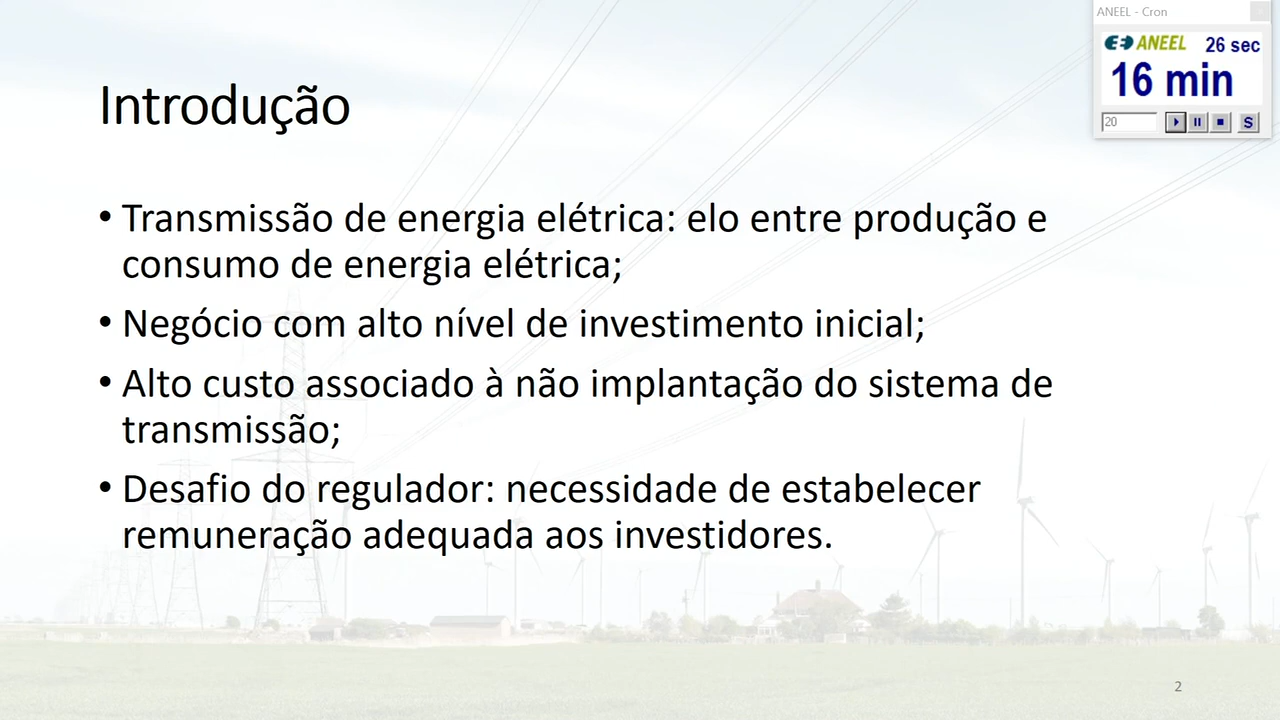 ANEEL - Cron
ANEEL 26 sec
16 min
20
S
Introdução
• Transmissão de energia elétrica: elo entre produção e
consumo de energia elétrica;
• Negócio com alto nível de investimento inicial;
• Alto custo associado à não implantação do sistema de
transmissão;
• Desafio do regulador: necessidade de estabelecer
remuneração adequada aos investidores.
2